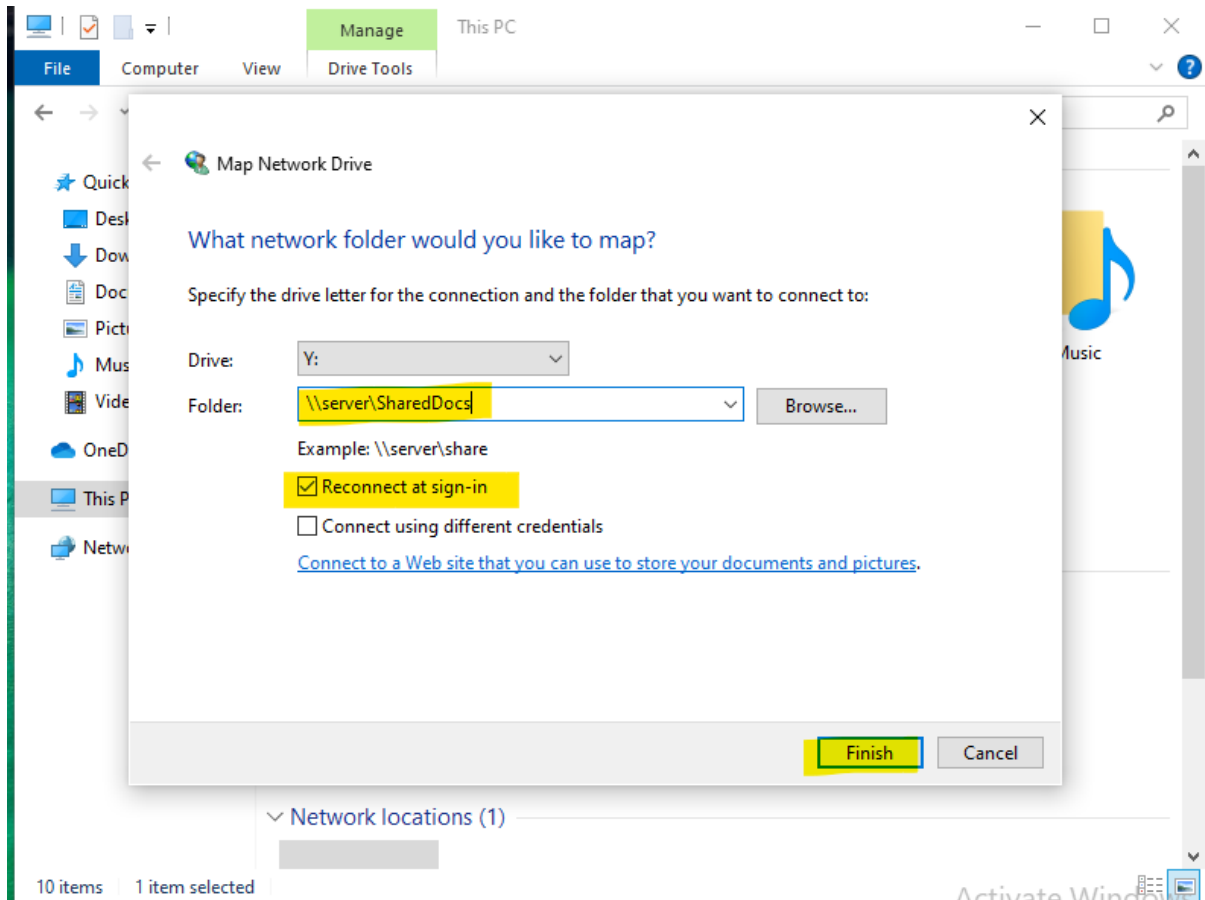 Manage This PC
File Computer View Drive Tools
Map Network Drive
Quick
Desk
Dow
Doc
Pictu
Mus
Vide
OneD
This P
Netwo
What network folder would you like to map?
Specify the drive letter for the connection and the folder that you want to connect to:
Drive: Y:
Folder: \\server\SharedDocs Browse...
Example: \\server\share
Reconnect at sign-in
Connect using different credentials
Connect to a Web site that you can use to store your documents and pictures.
Finish Cancel
Music
Network locations (1)
10 items 1 item selected
Activate Windows